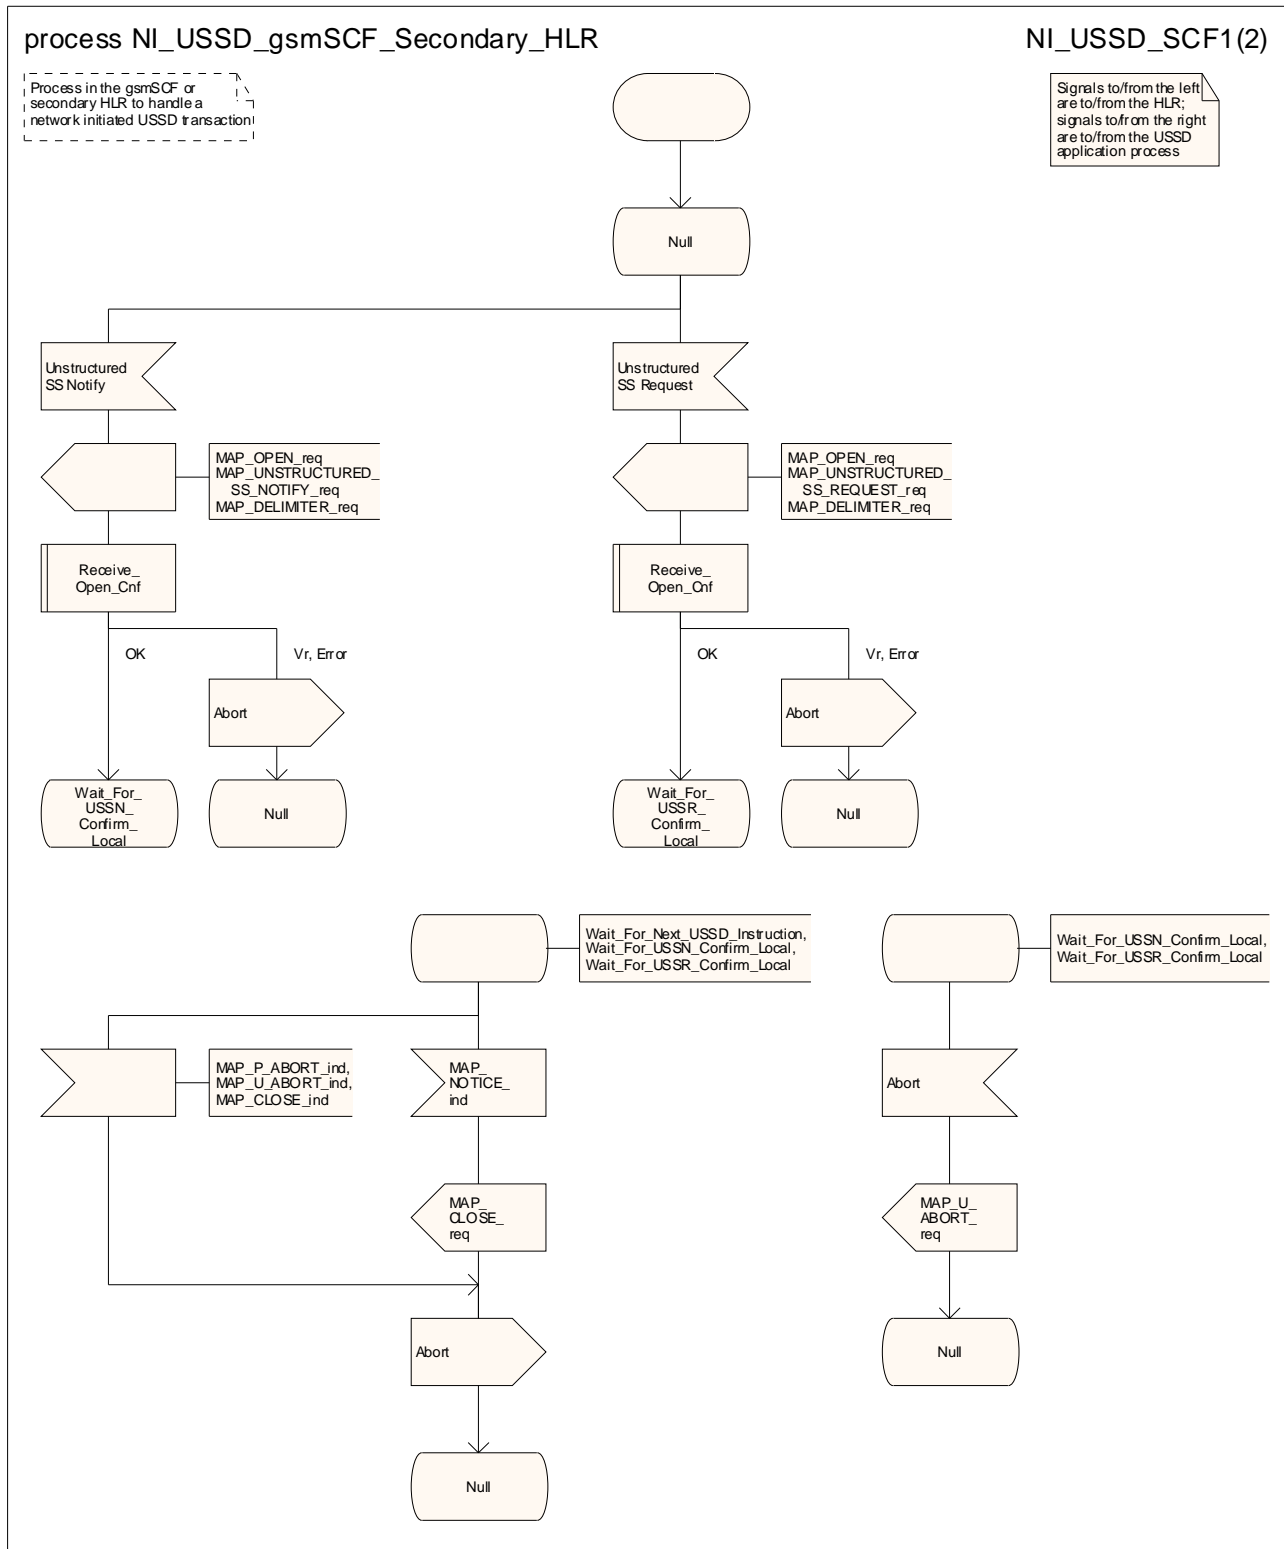 process NI_USSD_gsmSCF_Secondary_HLR
NI_USSD_SCF1(2)
Process in the gsmSCF or
secondary HLR to handle a
network initiated USSD transaction
Signals to/from the left
are to/from the HLR;
signals to/from the right
are to/from the USSD
application process
Null
Unstructured
SS Notify
Unstructured
SS Request
MAP_OPEN_req
MAP_UNSTRUCTURED_
SS_NOTIFY_req
MAP_DELIMITER_req
MAP_OPEN_req
MAP_UNSTRUCTURED_
SS_REQUEST_req
MAP_DELIMITER_req
Receive_
Open_Cnf
Receive_
Open_Cnf
OK
Vr, Error
OK
Vr, Error
Abort
Abort
Wait_For_
USSN_
Confirm_
Local
Null
Wait_For_
USSR_
Confirm_
Local
Null
Wait_For_Next_USSD_Instruction,
Wait_For_USSN_Confirm_Local,
Wait_For_USSR_Confirm_Local
Wait_For_USSN_Confirm_Local,
Wait_For_USSR_Confirm_Local
MAP_P_ABORT_ind,
MAP_U_ABORT_ind,
MAP_CLOSE_ind
MAP_
NOTICE_
ind
Abort
MAP_
CLOSE_
req
MAP_U_
ABORT_
req
Abort
Null
Null